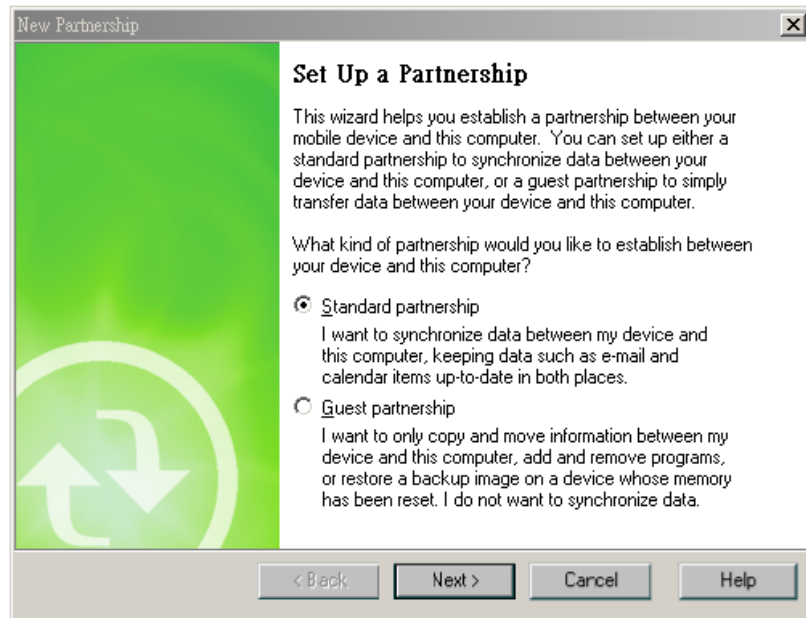 New Partnership
Set Up a Partnership
This wizard helps you establish a partnership between your
mobile device and this computer. You can set up either a
standard partnership to synchronize data between your
device and this computer, or a guest partnership to simply
transfer data between your device and this computer.
What kind of partnership would you like to establish between
your device and this computer?
Standard partnership
I want to synchronize data between my device and
this computer, keeping data such as e-mail and
calendar items up-to-date in both places.
Guest partnership
I want to only copy and move information between my
device and this computer, add and remove programs,
or restore a backup image on a device whose memory
has been reset. I do not want to synchronize data.
< Back Next > Cancel Help